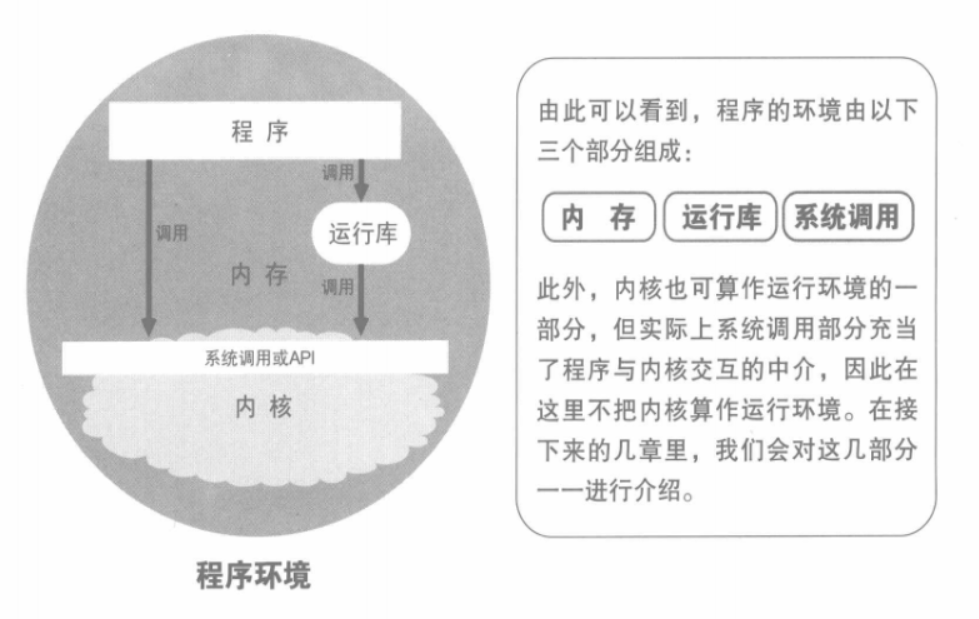 程 序
调用
调用
运行库
内 存
调用
系统调用或API
内 核
程序环境
由此可以看到，程序的环境由以下
三个部分组成：
内 存 运行库 系统调用
此外，内核也可算作运行环境的一
部分，但实际上系统调用部分充当
了程序与内核交互的中介，因此在
这里不把内核算作运行环境。在接
下来的几章里，我们会对这几部分
一一进行介绍。